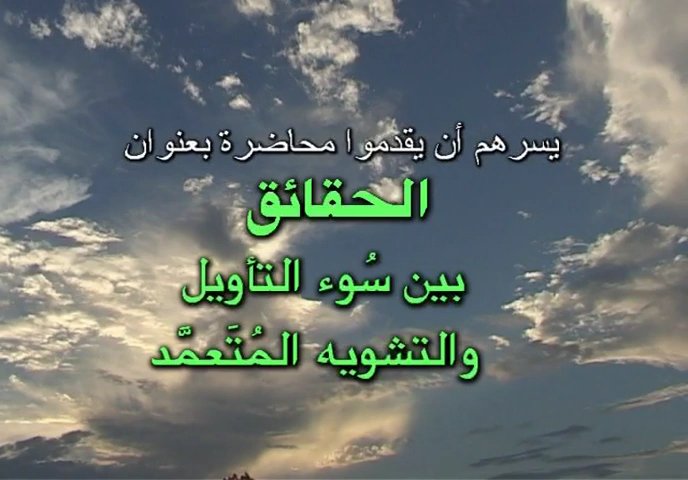 يسرهم أن يقدموا محاضرة بعنوان
الحقائق
بين سُوء التأويل
والتشويه المُتَعمَّد